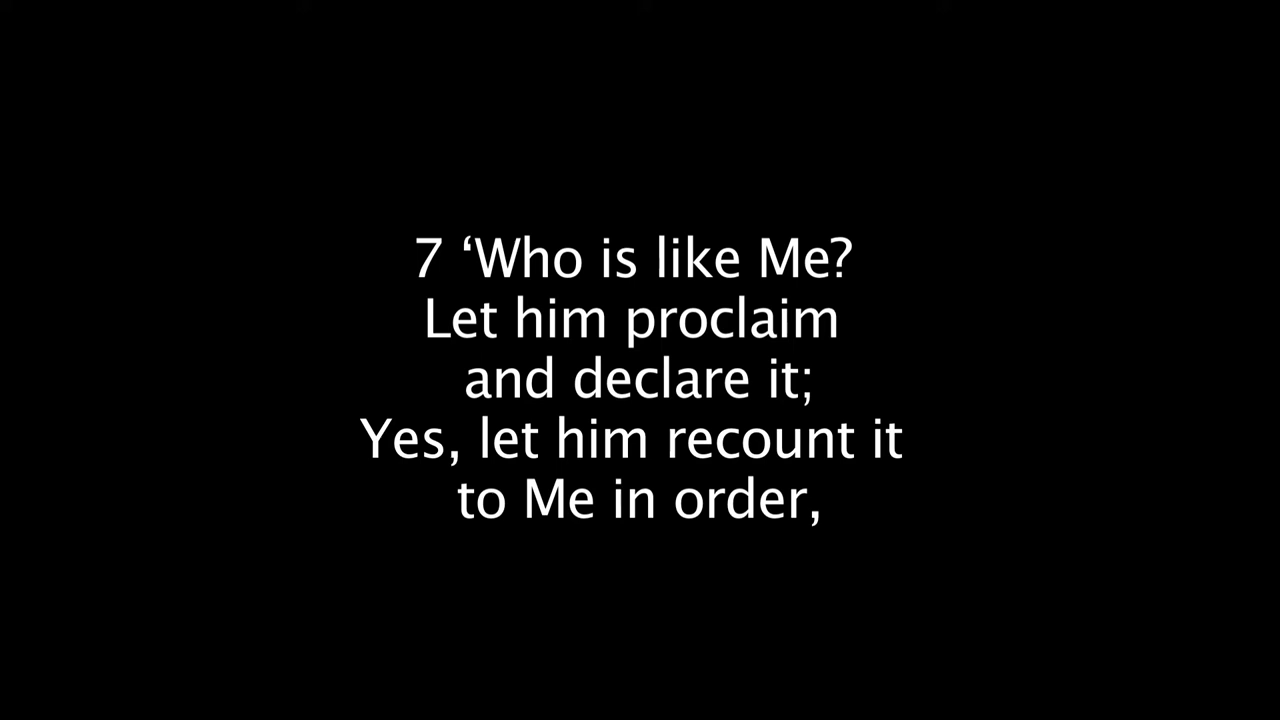 7 ‘Who is like Me?
Let him proclaim
and declare it;
Yes, let him recount it
to Me in order,